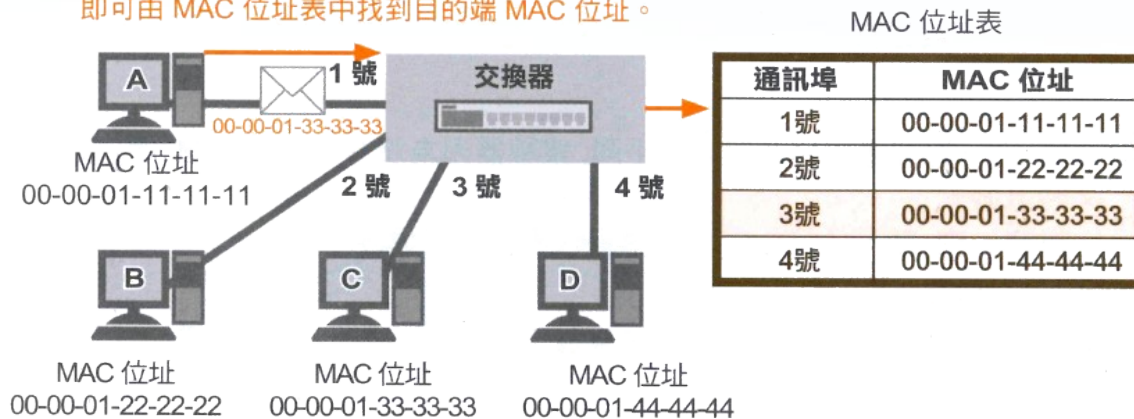 即可由 MAC 位址表中找到目的端 MAC 位址。
MAC 位址表
A
1 號
交換器
00-00-01-33-33-33
MAC 位址
00-00-01-11-11-11
2 號
3 號
4 號
通訊埠 MAC 位址
1號 00-00-01-11-11-11
2號 00-00-01-22-22-22
3號 00-00-01-33-33-33
4號 00-00-01-44-44-44
B
C
D
MAC 位址
00-00-01-22-22-22
MAC 位址
00-00-01-33-33-33
MAC 位址
00-00-01-44-44-44